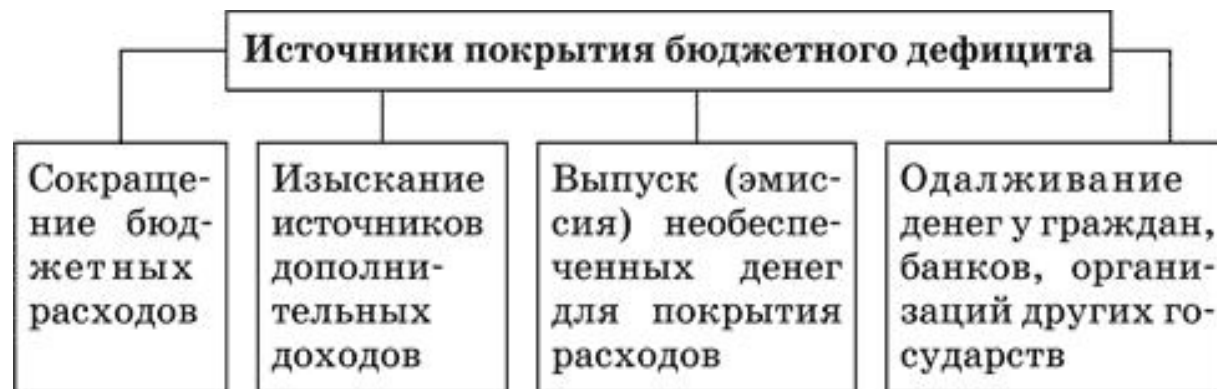 Источники покрытия бюджетного дефицита
Сокраще-
ние бюд-
жетных
расходов
Изыскание
источников
дополни-
тельных
доходов
Выпуск (эмис-
сия) необеспе-
ченных денег
для покрытия
расходов
Одалживание
денег у граждан,
банков, органи-
заций других го-
сударств